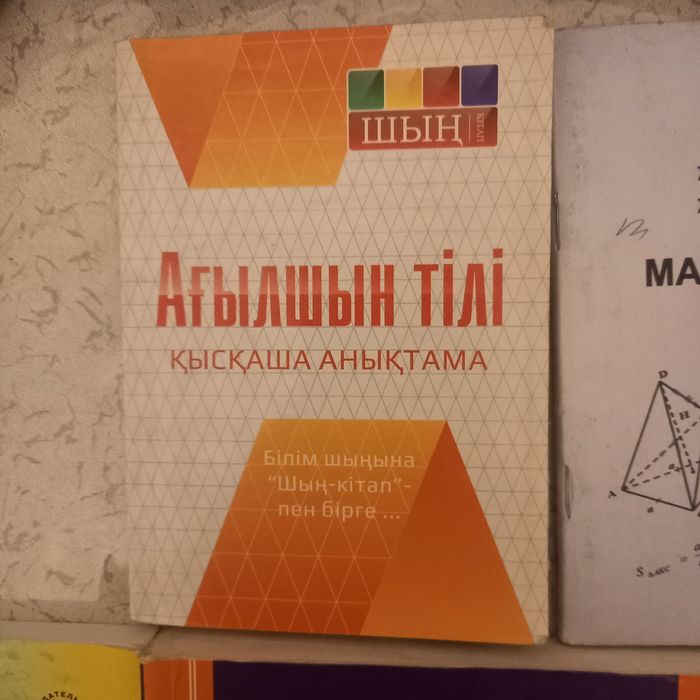 ШЫҢ
КІТАП
Ағылшын тілі
ҚЫСҚАША АНЫҚТАМА
Білім шыңына
“Шың-кітап”-
пен бірге ...
МА
D
H
A
a
S